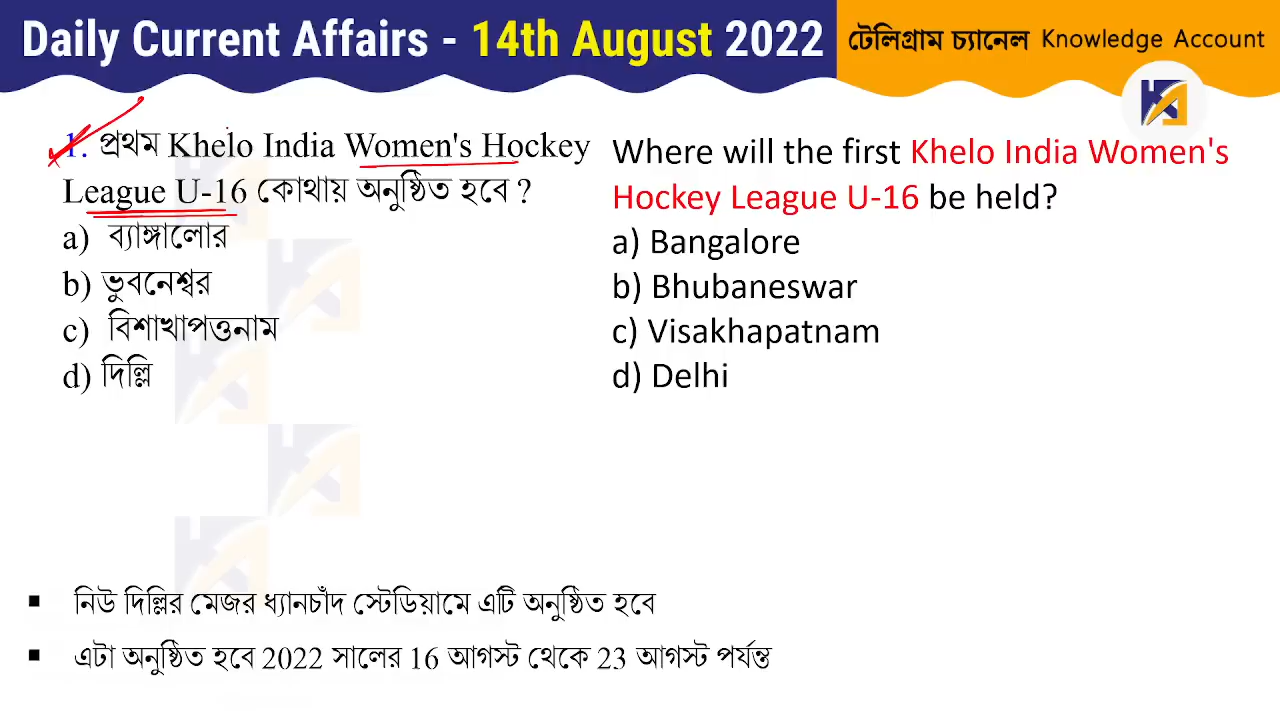 Daily Current Affairs - 14th August 2022
টেলিগ্রাম চ্যানেল Knowledge Account
1. প্রথম Khelo India Women's Hockey
League U-16 কোথায় অনুষ্ঠিত হবে ?
a) ব্যাঙ্গালোর
b) ভুবনেশ্বর
c) বিশাখাপত্তনাম
d) দিল্লি
Where will the first Khelo India Women's
Hockey League U-16 be held?
a) Bangalore
b) Bhubaneswar
c) Visakhapatnam
d) Delhi
▪ নিউ দিল্লির মেজর ধ্যানচাঁদ স্টেডিয়ামে এটি অনুষ্ঠিত হবে
▪ এটা অনুষ্ঠিত হবে 2022 সালের 16 আগস্ট থেকে 23 আগস্ট পর্যন্ত